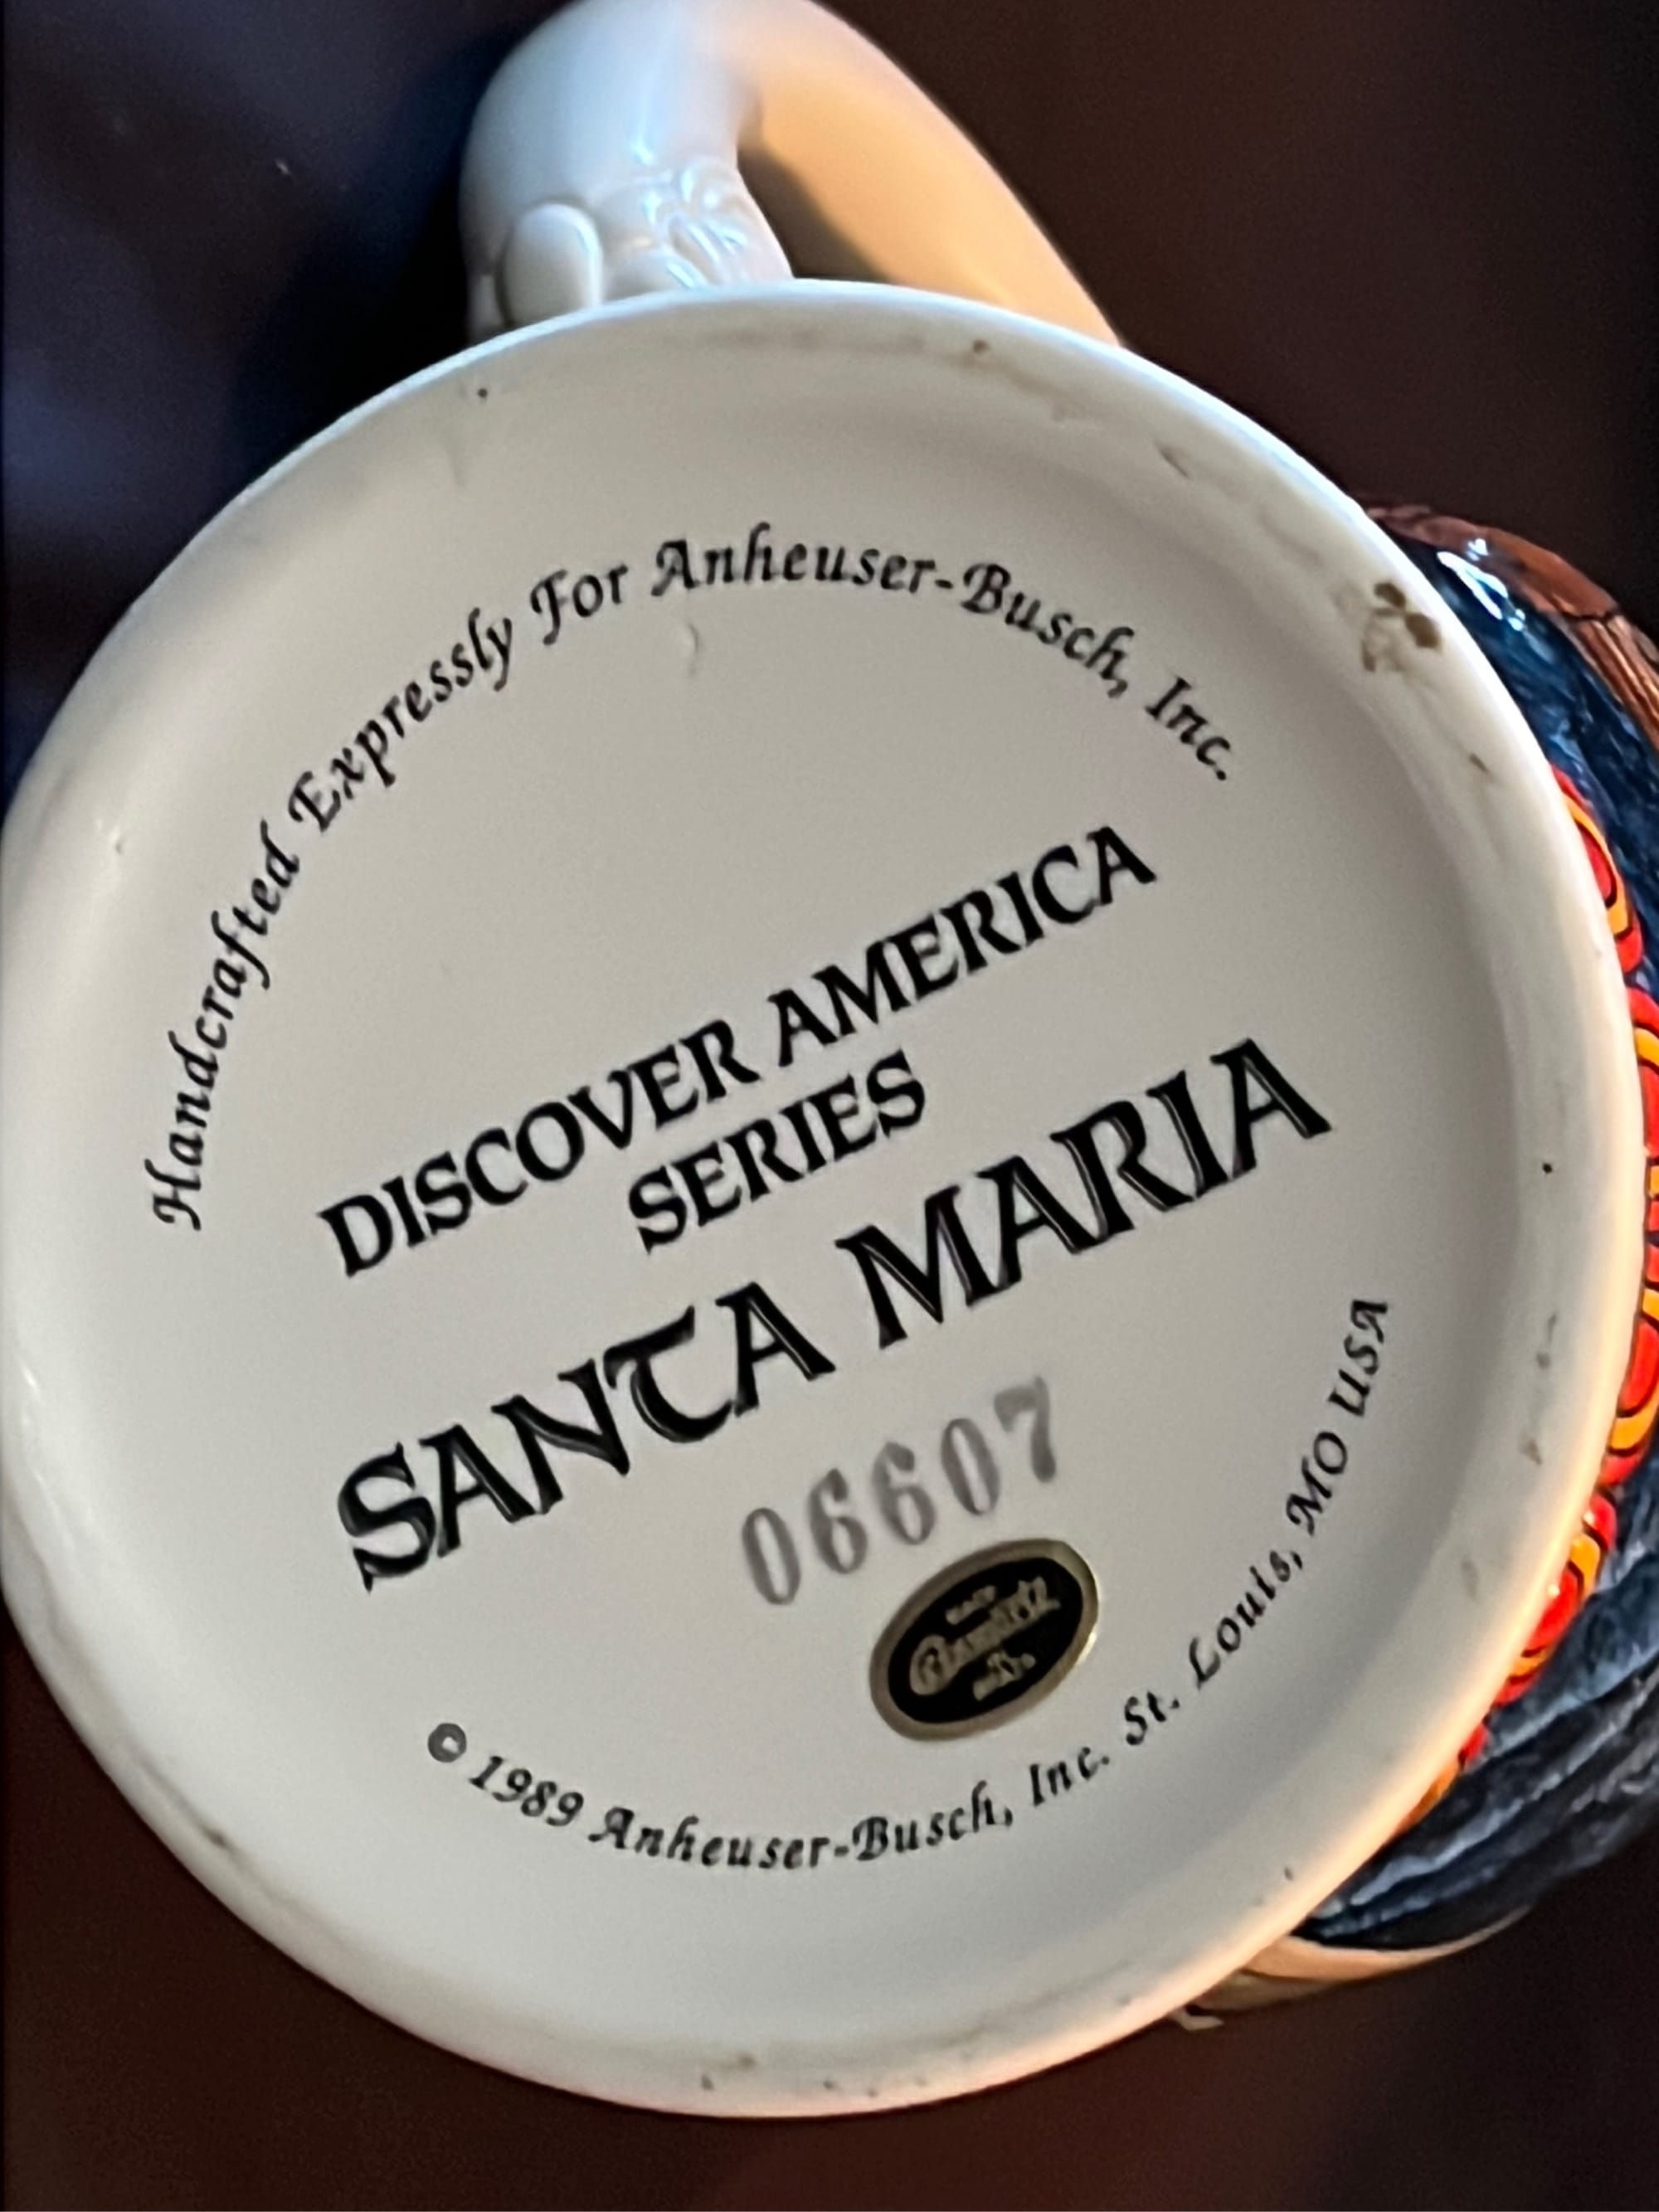 Handcrafted Expressly For Anheuser-Busch, Inc.
DISCOVER AMERICA
SERIES
SANTA MARIA
06607
© 1989 Anheuser-Busch, Inc. St. Louis, MO USA